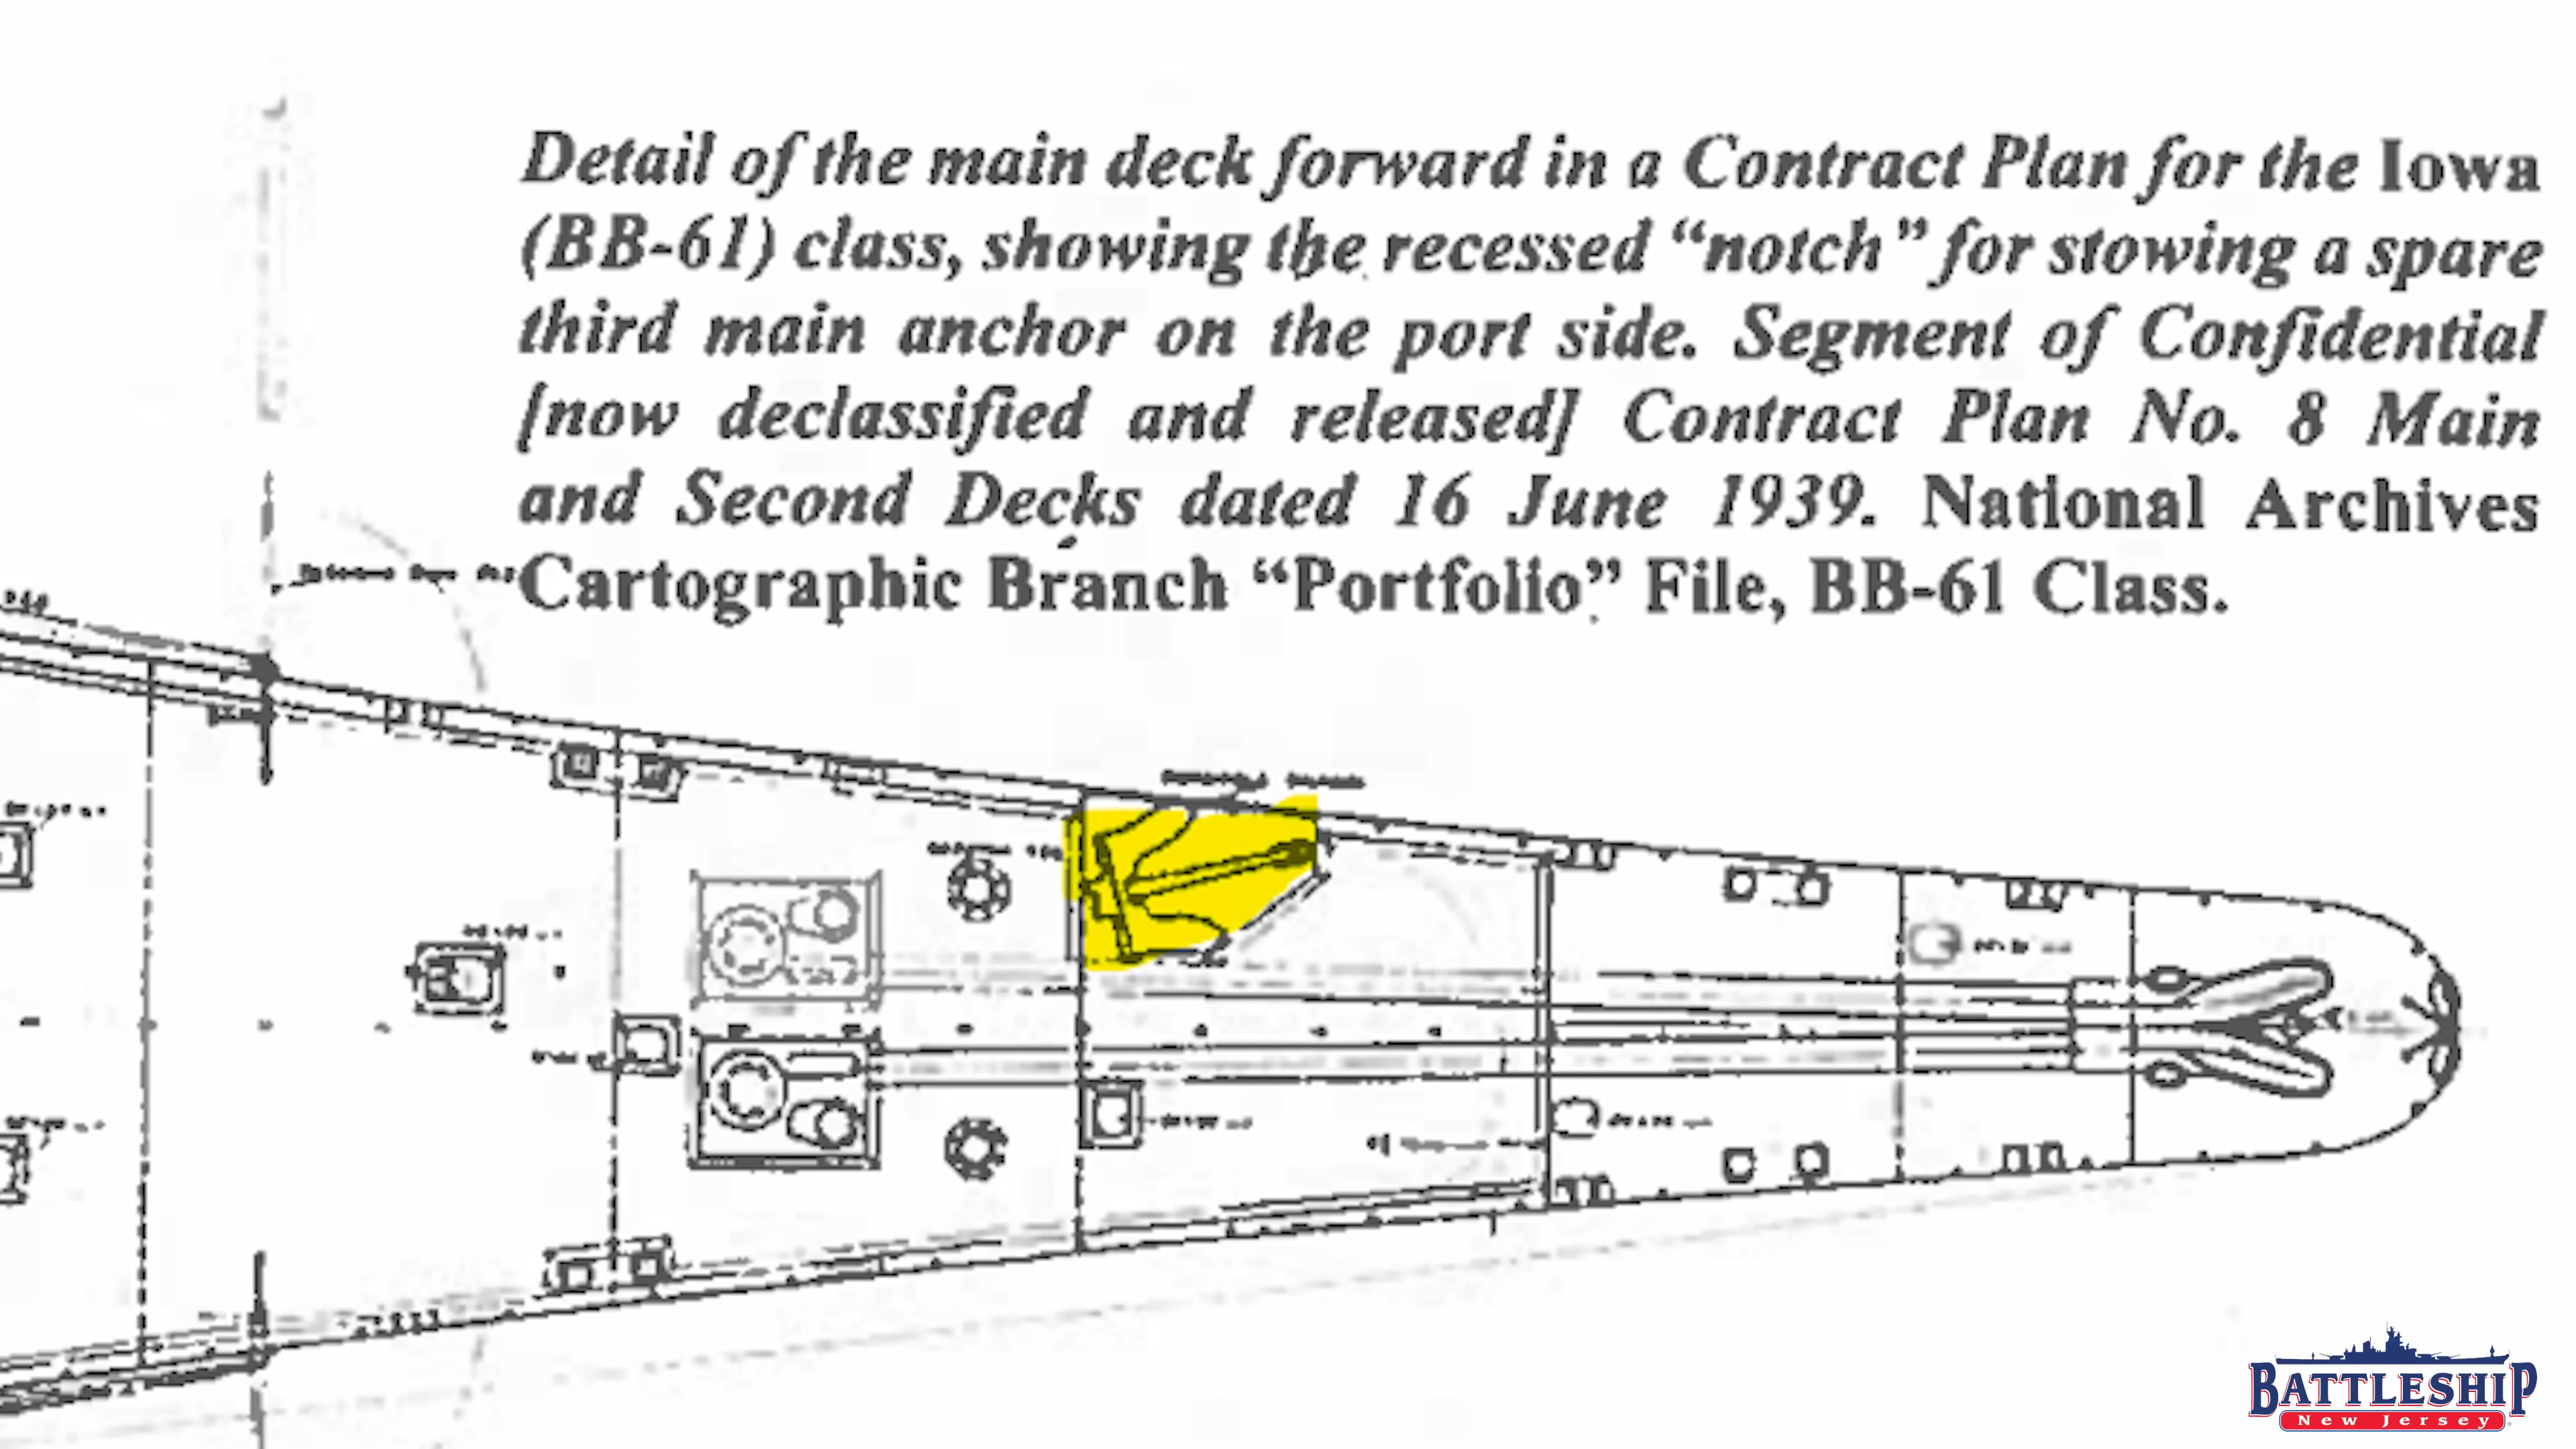 Detail of the main deck forward in a Contract Plan for the Iowa
(BB-61) class, showing the recessed “notch” for stowing a spare
third main anchor on the port side. Segment of Confidential
[now declassified and released] Contract Plan No. 8 Main
and Second Decks dated 16 June 1939. National Archives
Cartographic Branch “Portfolio” File, BB-61 Class.
BATTLESHIP
New Jersey